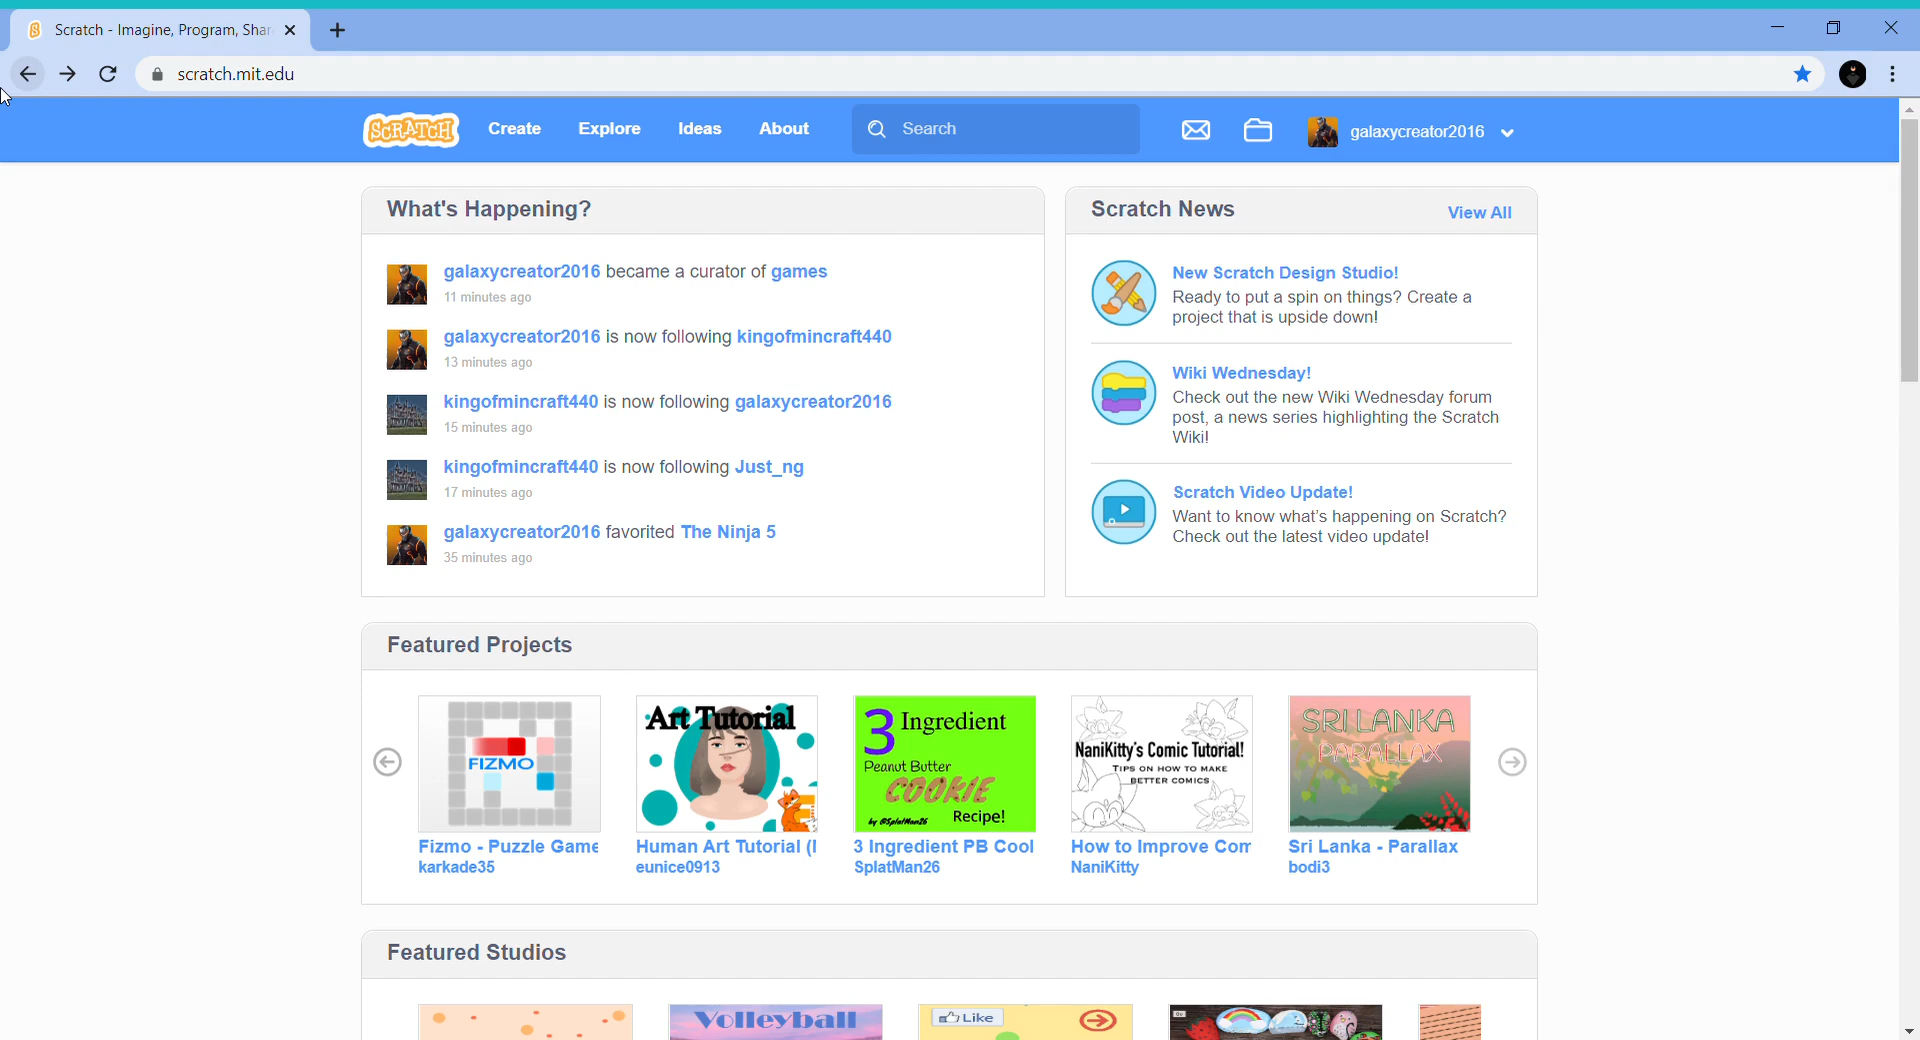 Scratch - Imagine, Program, Shar
scratch.mit.edu
SCRATCH
Create
Explore
Ideas
About
Search
galaxycreator2016
What's Happening?
galaxycreator2016 became a curator of games
11 minutes ago
galaxycreator2016 is now following kingofmincraft440
13 minutes ago
kingofmincraft440 is now following galaxycreator2016
15 minutes ago
kingofmincraft440 is now following Just_ng
17 minutes ago
galaxycreator2016 favorited The Ninja 5
35 minutes ago
Scratch News
View All
New Scratch Design Studio!
Ready to put a spin on things? Create a
project that is upside down!
Wiki Wednesday!
Check out the new Wiki Wednesday forum
post, a news series highlighting the Scratch
Wiki!
Scratch Video Update!
Want to know what's happening on Scratch?
Check out the latest video update!
Featured Projects
FIZMO
Fizmo - Puzzle Game
karkade35
Art Tutorial
Human Art Tutorial (
eunice0913
3 Ingredient
Peanut Butter
COOKIE
Recipe!
by @SplatMan26
3 Ingredient PB Cool
SplatMan26
NaniKitty's Comic Tutorial!
TIPS ON HOW TO MAKE
BETTER COMICS
How to Improve Com
NaniKitty
SRI LANKA
PARALLAX
Sri Lanka - Parallax
bodi3
Featured Studios
Volleyball
Like